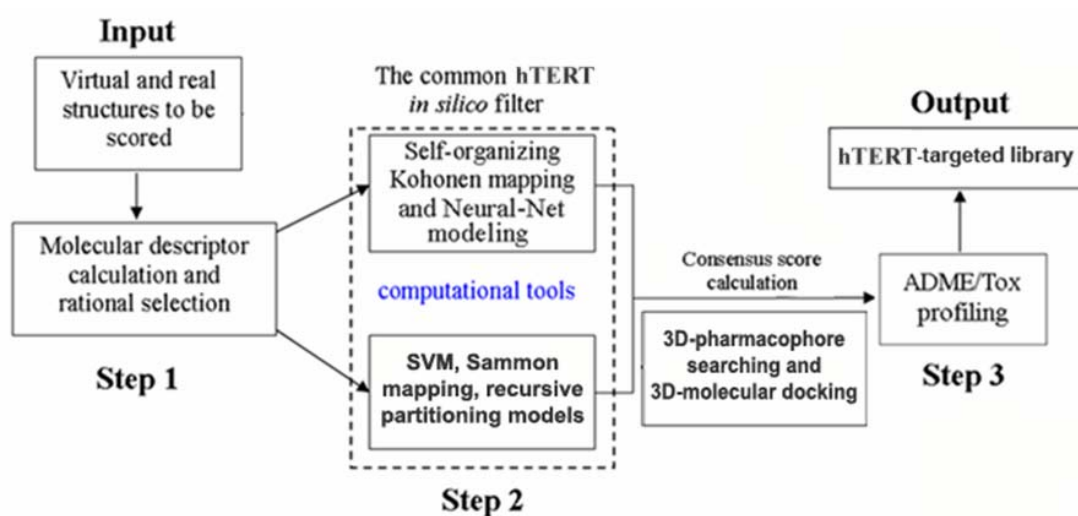 Input
Virtual and real
structures to be
scored
Molecular descriptor
calculation and
rational selection
Step 1
The common hTERT
in silico filter
Self-organizing
Kohonen mapping
and Neural-Net
modeling
computational tools
SVM, Sammon
mapping, recursive
partitioning models
Step 2
Consensus score
calculation
3D-pharmacophore
searching and
3D-molecular docking
Output
hTERT-targeted library
ADME/Tox
profiling
Step 3